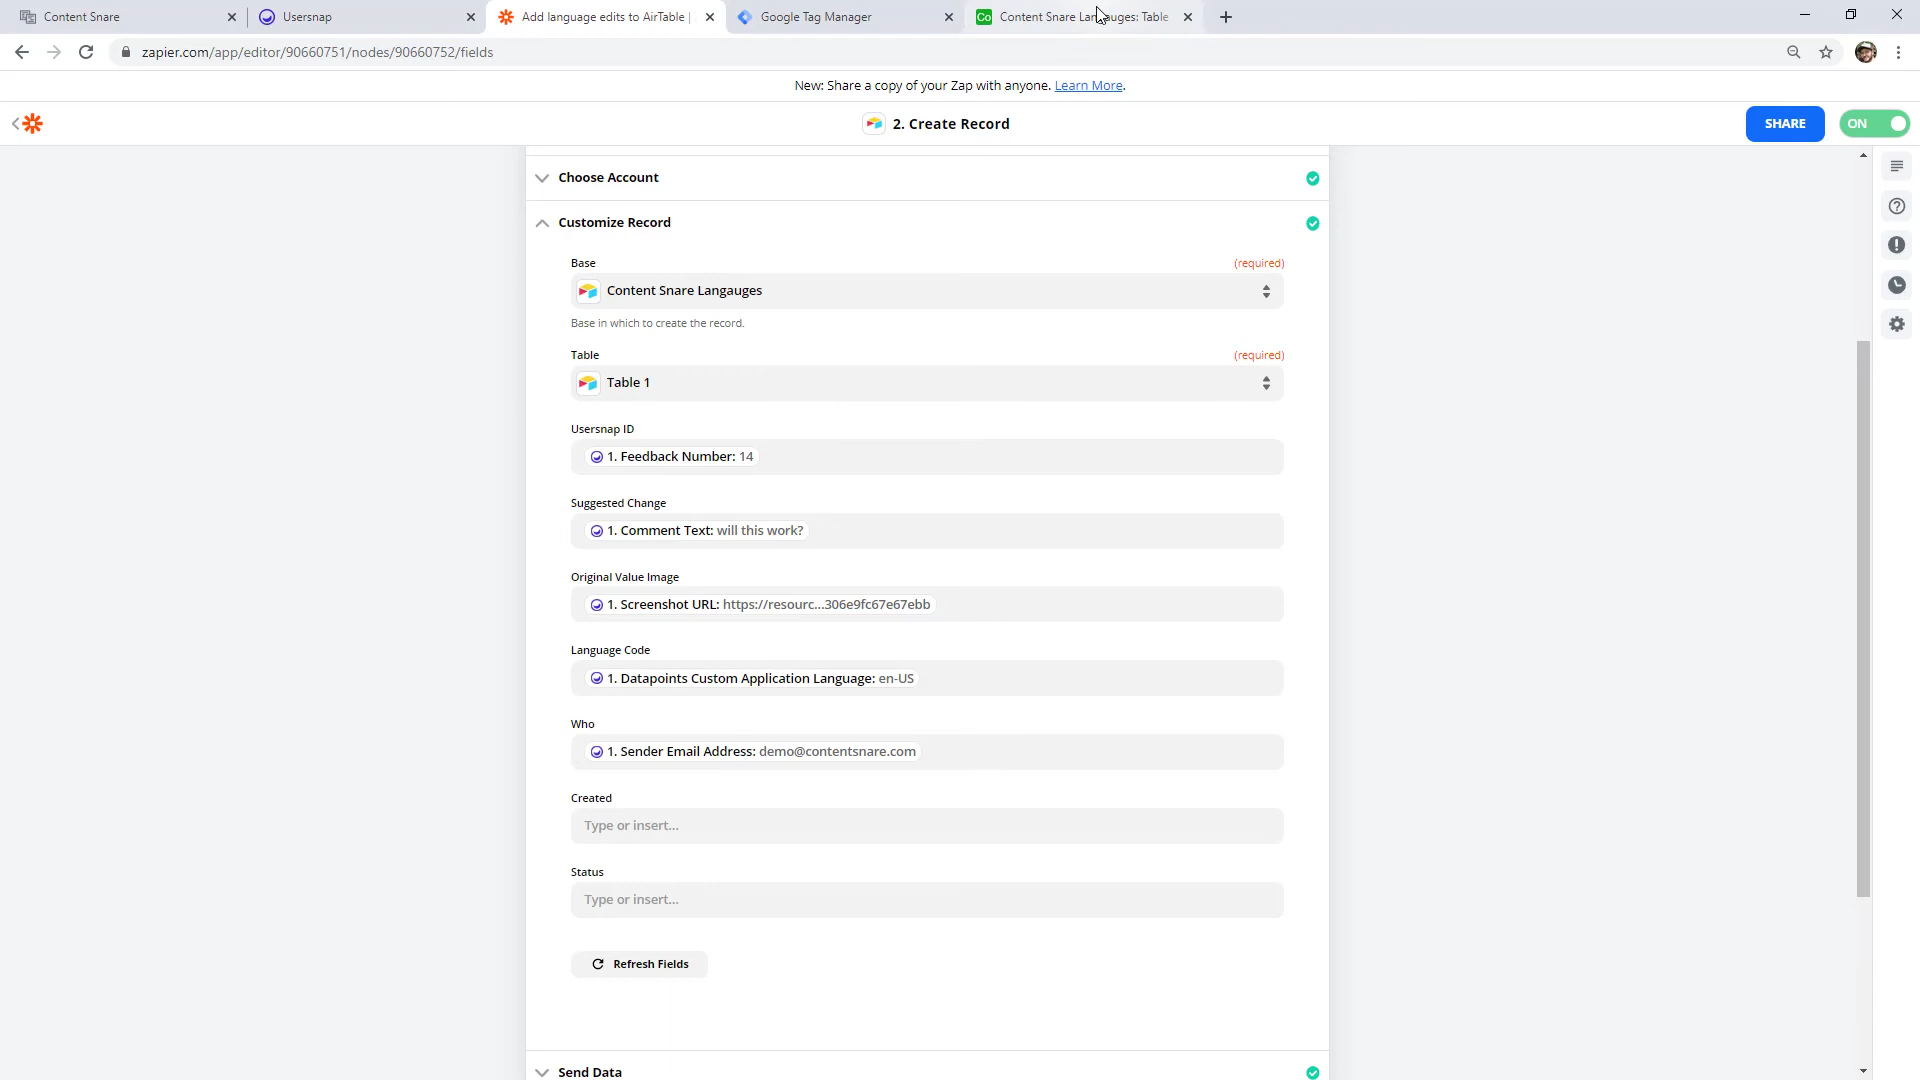 Content Snare
Usersnap
Add language edits to AirTable |
Google Tag Manager
Co
Content Snare Langauges: Table
zapier.com/app/editor/90660751/nodes/90660752/fields
New: Share a copy of your Zap with anyone. Learn More.
2. Create Record
SHARE
ON
Choose Account
Customize Record
Base
(required)
Content Snare Langauges
Base in which to create the record.
Table
(required)
Table 1
Usersnap ID
1. Feedback Number: 14
Suggested Change
1. Comment Text: will this work?
Original Value Image
1. Screenshot URL: https://resourc...306e9fc67e67ebb
Language Code
1. Datapoints Custom Application Language: en-US
Who
1. Sender Email Address: demo@contentsnare.com
Created
Type or insert...
Status
Type or insert...
Refresh Fields
Send Data